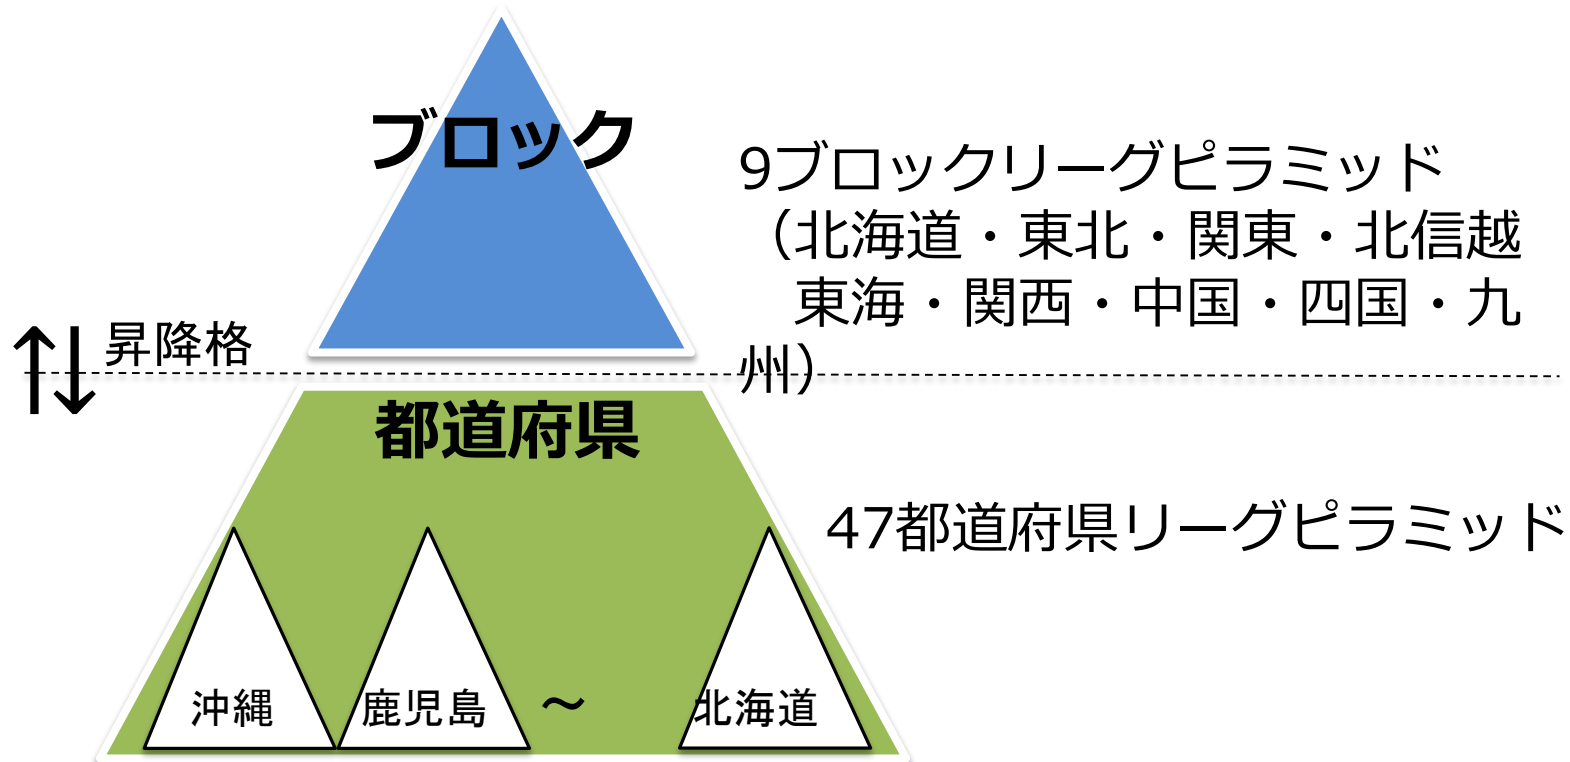 ブロック
9ブロックリーグピラミッド
（北海道・東北・関東・北信越
東海・関西・中国・四国・九
州）
昇降格
都道府県
47都道府県リーグピラミッド
沖縄 鹿児島 ～ 北海道